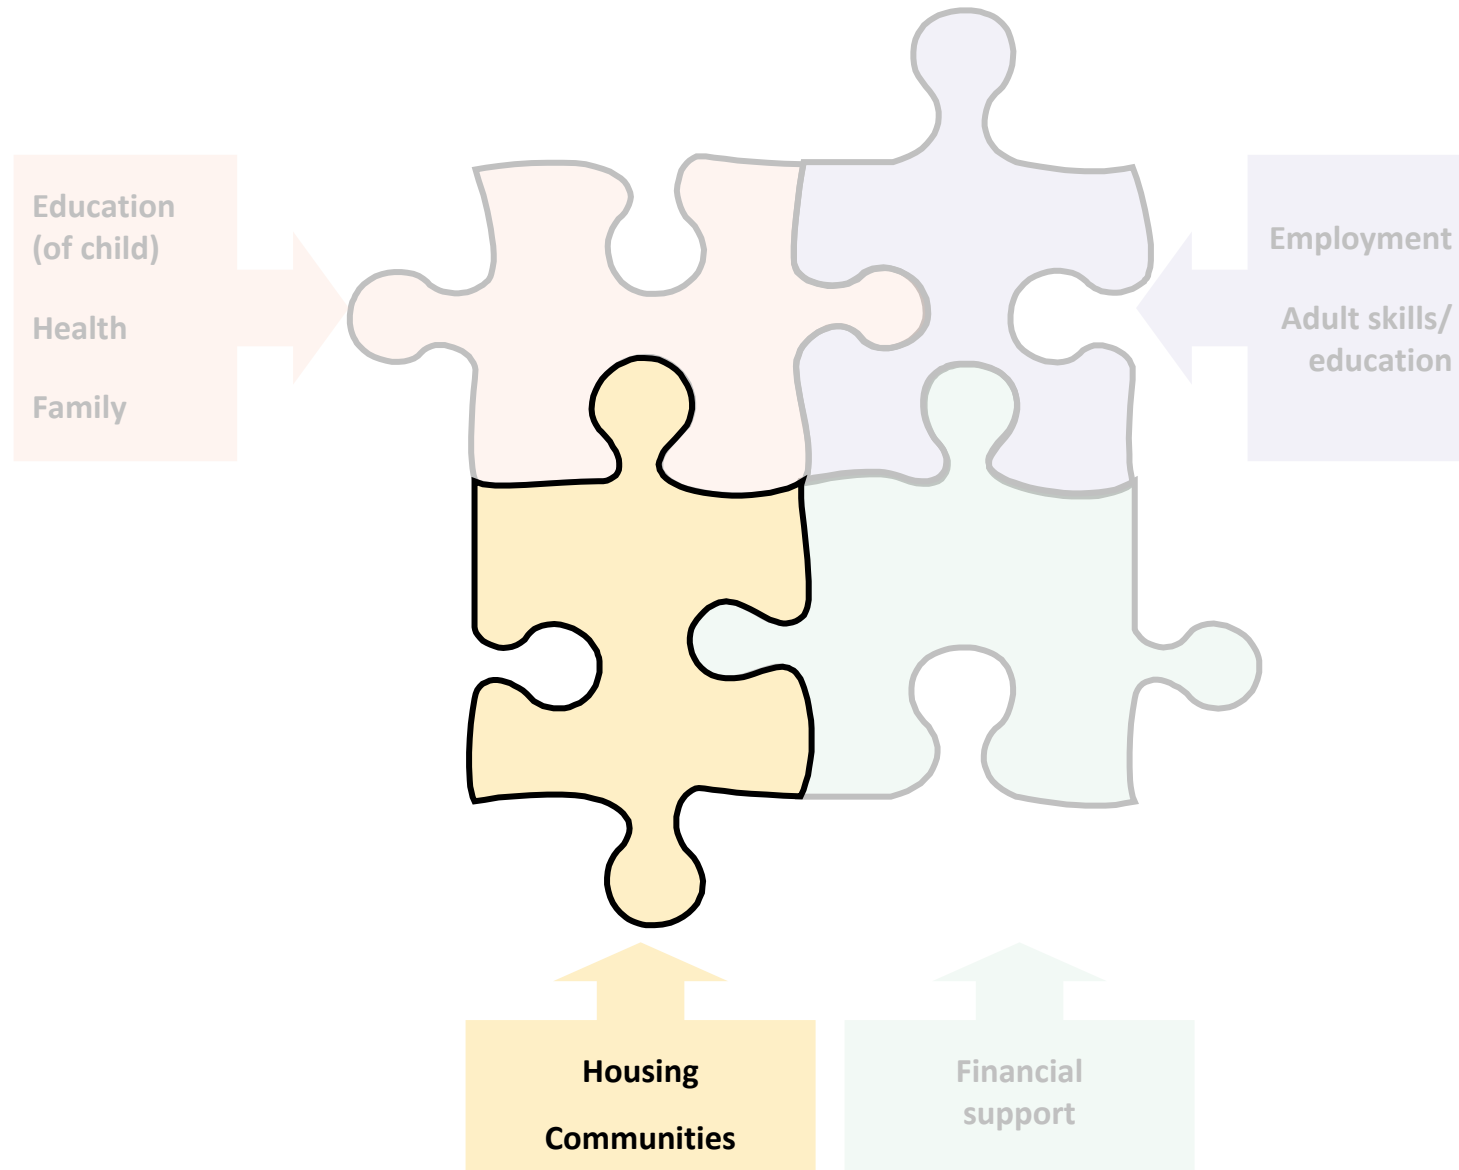 Education
(of child)
Health
Family
Employment
Adult skills/
education
Housing
Communities
Financial
support